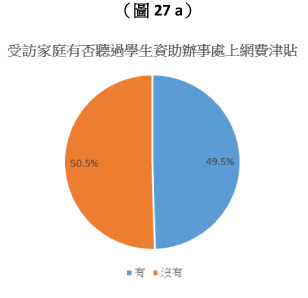 （圖 27 a）
受訪家庭有否聽過學生資助辦事處上網費津貼
50.5%
49.5%
有 沒有